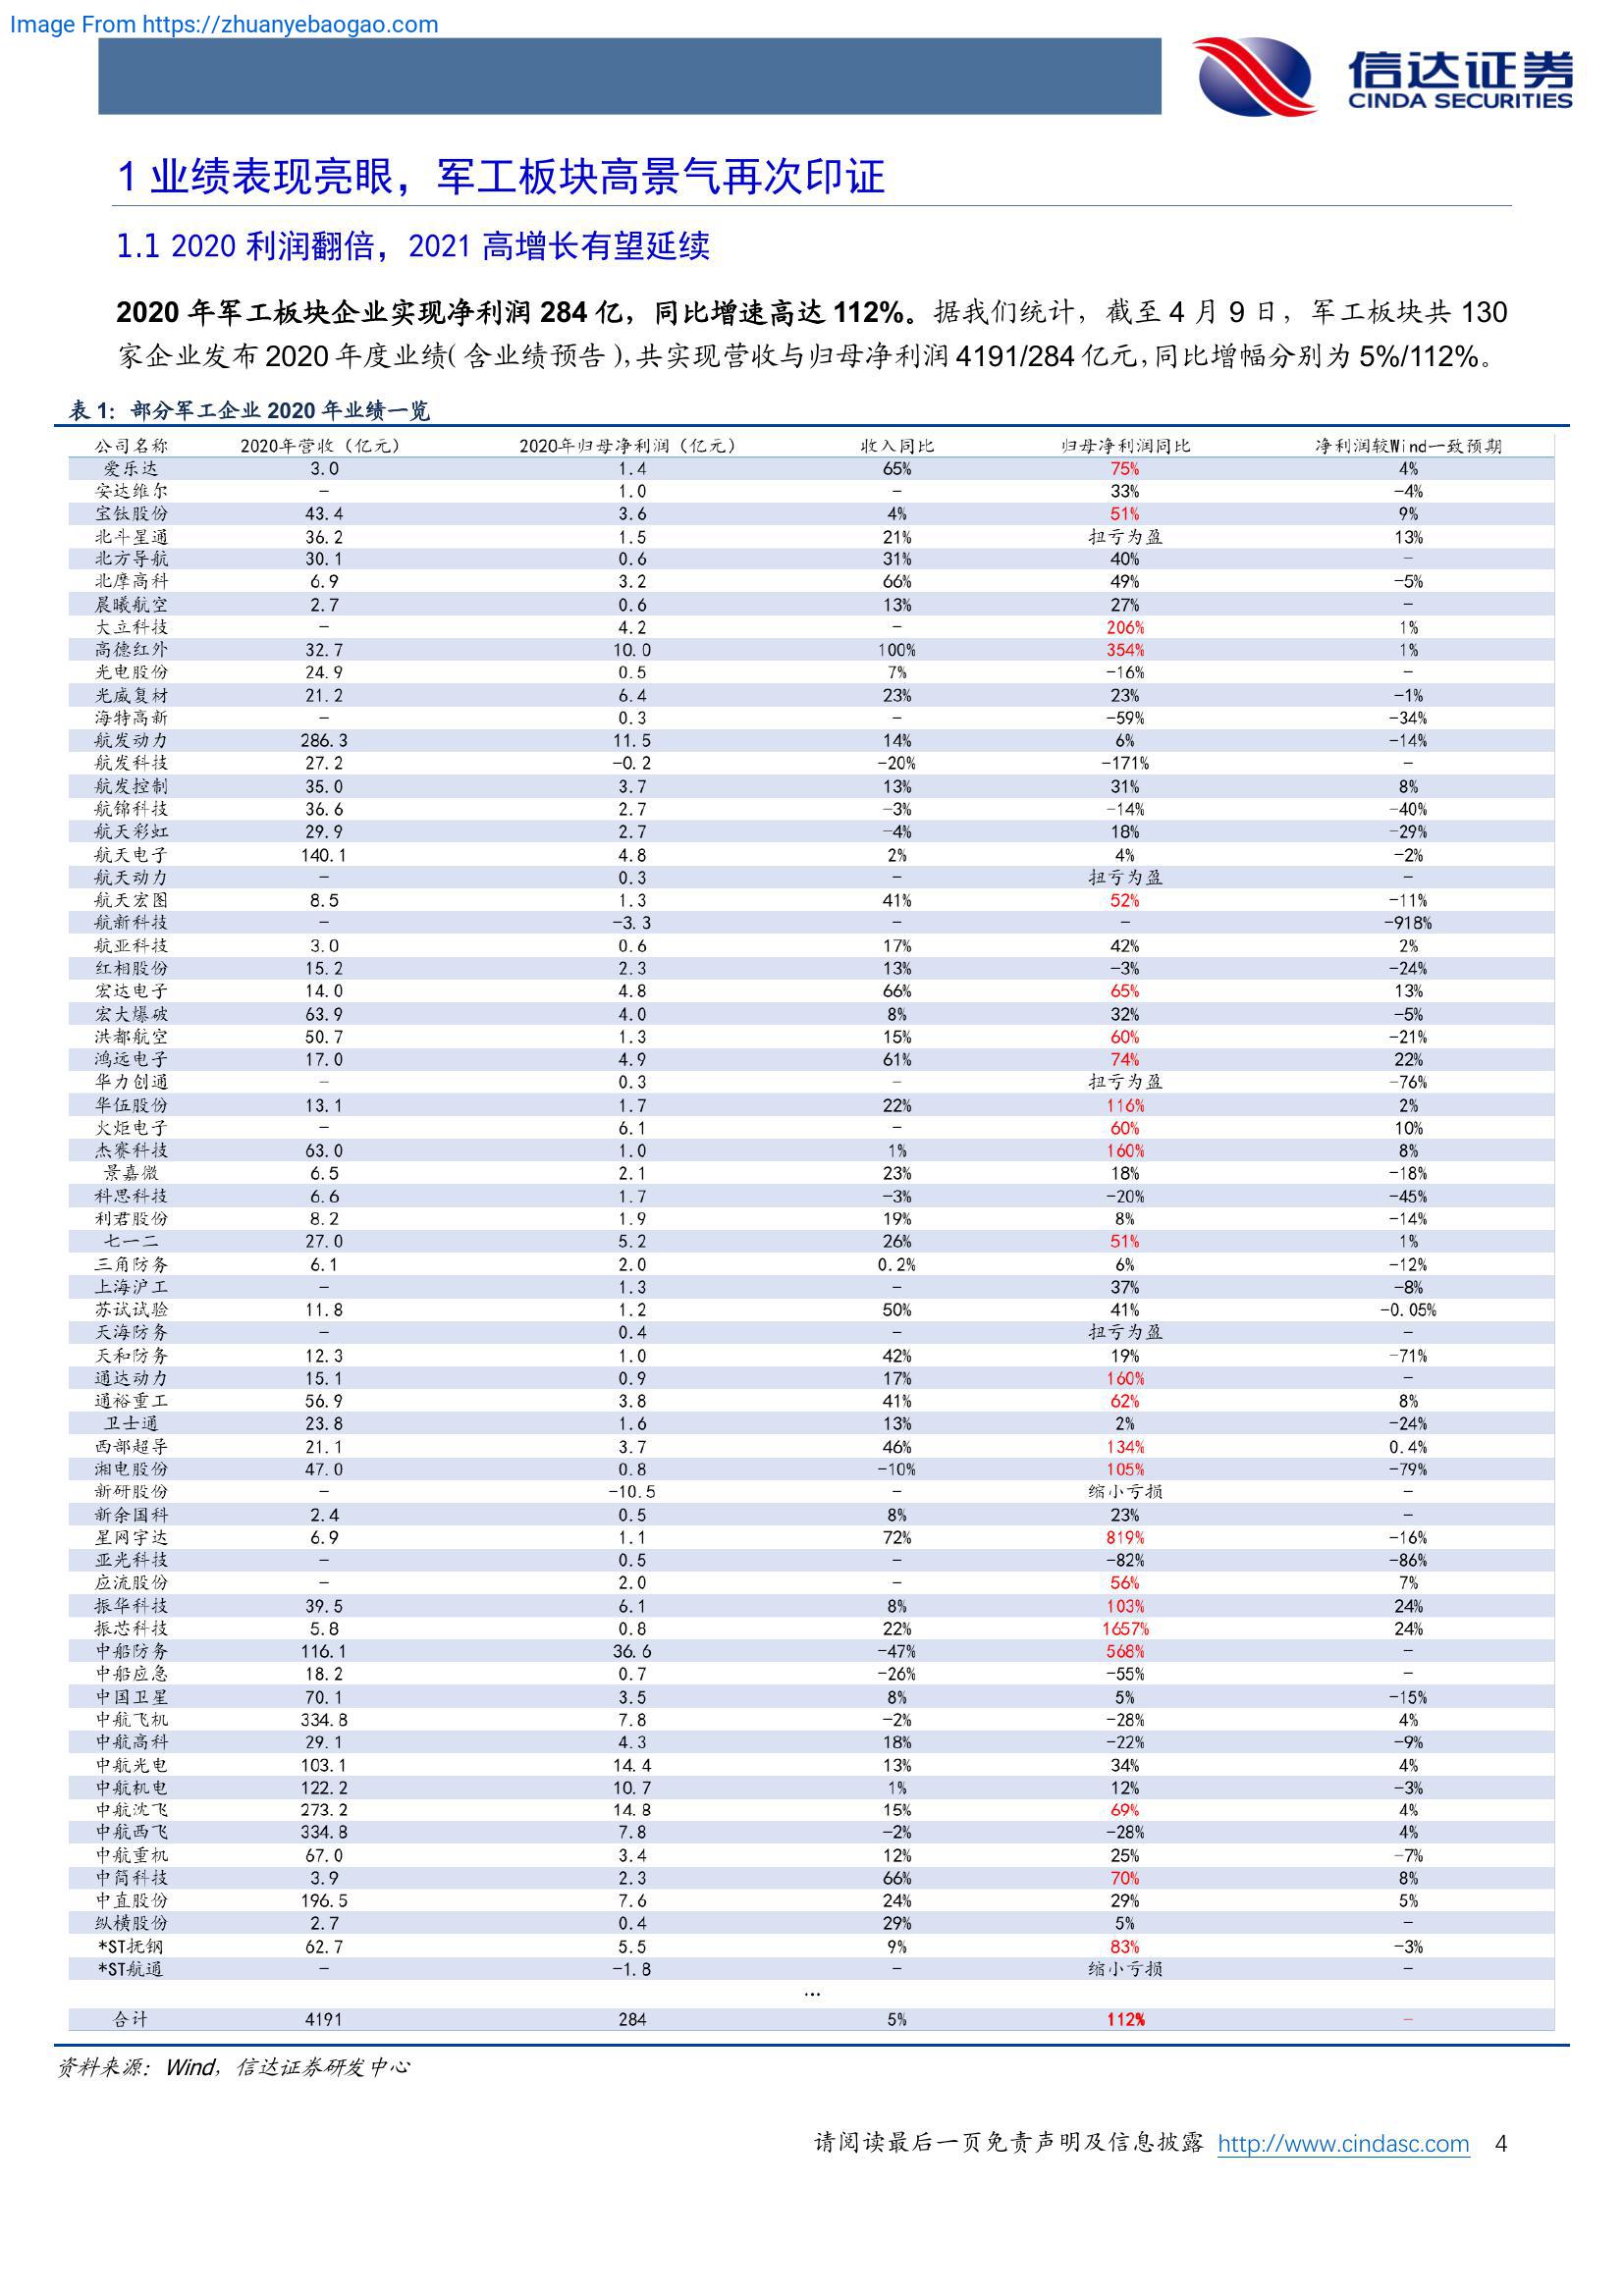 Image From https://zhuanyebaogao.com
信达证券
CINDA SECURITIES
1 业绩表现亮眼，军工板块高景气再次印证
1.1 2020 利润翻倍，2021 高增长有望延续
2020 年军工板块企业实现净利润 284 亿，同比增速高达 112%。据我们统计，截至 4 月 9 日，军工板块共 130
家企业发布 2020 年度业绩（含业绩预告），共实现营收与归母净利润 4191/284 亿元，同比增幅分别为 5%/112%。
表 1：部分军工企业 2020 年业绩一览
公司名称 2020年营收（亿元） 2020年归母净利润（亿元） 收入同比 归母净利润同比 净利润较Wind一致预期
爱乐达 3.0 1.4 65% 75% 4%
安达维尔 - 1.0 - 33% -4%
宝钛股份 43.4 3.6 4% 51% 9%
北斗星通 36.2 1.5 21% 扭亏为盈 13%
北方导航 30.1 0.6 31% 40% -
北摩高科 6.9 3.2 66% 49% -5%
晨曦航空 2.7 0.6 13% 27% -
大立科技 - 4.2 - 206% 1%
高德红外 32.7 10.0 100% 354% 1%
光电股份 24.9 0.5 7% -16% -
光威复材 21.2 6.4 23% 23% -1%
海特高新 - 0.3 - -59% -34%
航发动力 286.3 11.5 14% 6% -14%
航发科技 27.2 -0.2 -20% -171% -
航发控制 35.0 3.7 13% 31% 8%
航锦科技 36.6 2.7 -3% -14% -40%
航天彩虹 29.9 2.7 -4% 18% -29%
航天电子 140.1 4.8 2% 4% -2%
航天动力 - 0.3 - 扭亏为盈 -
航天宏图 8.5 1.3 41% 52% -11%
航新科技 - -3.3 - - -918%
航亚科技 3.0 0.6 17% 42% 2%
红相股份 15.2 2.3 13% -3% -24%
宏达电子 14.0 4.8 66% 65% 13%
宏大爆破 63.9 4.0 8% 32% -5%
洪都航空 50.7 1.3 15% 60% -21%
鸿远电子 17.0 4.9 61% 74% 22%
华力创通 - 0.3 - 扭亏为盈 -76%
华伍股份 13.1 1.7 22% 116% 2%
火炬电子 - 6.1 - 60% 10%
杰赛科技 63.0 1.0 1% 160% 8%
景嘉微 6.5 2.1 23% 18% -18%
科思科技 6.6 1.7 -3% -20% -45%
利君股份 8.2 1.9 19% 8% -14%
七一二 27.0 5.2 26% 51% 1%
三角防务 6.1 2.0 0.2% 6% -12%
上海沪工 - 1.3 - 37% -8%
苏试试验 11.8 1.2 50% 41% -0.05%
天海防务 - 0.4 - 扭亏为盈 -
天和防务 12.3 1.0 42% 19% -71%
通达动力 15.1 0.9 17% 160% -
通裕重工 56.9 3.8 41% 62% 8%
卫士通 23.8 1.6 13% 2% -24%
西部超导 21.1 3.7 46% 134% 0.4%
湘电股份 47.0 0.8 -10% 105% -79%
新研股份 - -10.5 - 缩小亏损 -
新余国科 2.4 0.5 8% 23% -
星网宇达 6.9 1.1 72% 819% -16%
亚光科技 - 0.5 - -82% -86%
应流股份 - 2.0 - 56% 7%
振华科技 39.5 6.1 8% 103% 24%
振芯科技 5.8 0.8 22% 1657% 24%
中船防务 116.1 36.6 -47% 568% -
中船应急 18.2 0.7 -26% -55% -
中国卫星 70.1 3.5 8% 5% -15%
中航飞机 334.8 7.8 -2% -28% 4%
中航高科 29.1 4.3 18% -22% -9%
中航光电 103.1 14.4 13% 34% 4%
中航机电 122.2 10.7 1% 12% -3%
中航沈飞 273.2 14.8 15% 69% 4%
中航西飞 334.8 7.8 -2% -28% 4%
中航重机 67.0 3.4 12% 25% -7%
中简科技 3.9 2.3 66% 70% 8%
中直股份 196.5 7.6 24% 29% 5%
纵横股份 2.7 0.4 29% 5% -
*ST抚钢 62.7 5.5 9% 83% -3%
*ST航通 - -1.8 - 缩小亏损 -
…
合计 4191 284 5% 112% -
资料来源：Wind，信达证券研发中心
请阅读最后一页免责声明及信息披露 http://www.cindasc.com 4